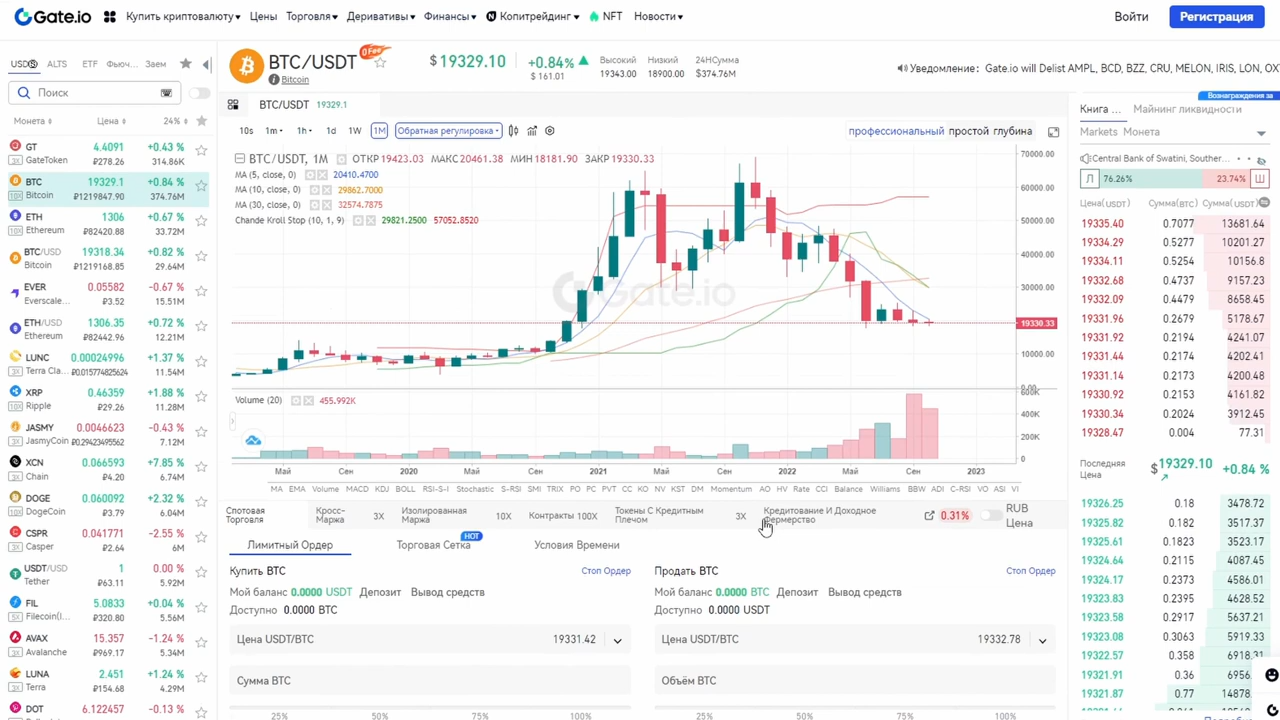 Gate.io
Купить криптовалюту Цены Торговля Деривативы Финансы Копитрейдинг NFT Новости
Войти Регистрация
USDⓈ ALTS ETF Фьюч... Заем
Поиск
Монета Цена 24%
GT 4.4091 +0.43 %
GateToken ₽278.26 314.86K
BTC 19329.1 +0.84 %
10X Bitcoin ₽1219847.90 374.76M
ETH 1306 +0.67 %
10X Ethereum ₽82420.88 33.72M
BTC/USD 19318.34 +0.82 %
Bitcoin ₽1219168.85 29.64M
EVER 0.05582 -0.67 %
Everscale... ₽3.52 15.51M
ETH/USD 1306.35 +0.72 %
Ethereum ₽82442.96 12.21M
LUNC 0.00024996 +1.37 %
Terra Cla... ₽0.015774825624 11.54M
XRP 0.46359 +1.88 %
10X Ripple ₽29.26 11.28M
JASMY 0.0046623 -0.43 %
3X JasmyCoin ₽0.29423495562 7.12M
XCN 0.066593 +7.85 %
3X Chain ₽4.20 6.74M
DOGE 0.060092 +2.32 %
10X DogeCoin ₽3.79 6.04M
CSPR 0.041771 -2.55 %
3X Casper ₽2.64 6M
USDT/USD 1 0.00 %
Tether ₽63.11 5.92M
FIL 5.0833 +0.04 %
5X Filecoin(I... ₽320.80 5.56M
AVAX 15.357 -1.24 %
3X Avalanche ₽969.17 5.34M
LUNA 2.451 +1.24 %
3X Terra ₽154.68 4.29M
DOT 6.122457 -0.13 %
BTC/USDT 0 Fee
Bitcoin
$ 19329.10
+0.84%
$ 161.01
Высокий Низкий 24HСумма
19343.00 18900.00 $374.76M
Уведомление: Gate.io will Delist AMPL, BCD, BZZ, CRU, MELON, IRIS, LON, OX
BTC/USDT 19329.1
10s 1m 1h 1d 1W 1M Обратная регулировка
профессиональный простой глубина
BTC/USDT, 1M ОТКР 19423.03 МАКС 20461.38 МИН 18181.90 ЗАКР 19330.33
MA (5, close, 0) 20410.4700
MA (10, close, 0) 29862.7000
MA (30, close, 0) 32574.7875
Chande Kroll Stop (10, 1, 9) 29821.2500 57052.8520
Gate.io
70000.00
60000.00
50000.00
40000.00
30000.00
19330.33
10000.00
0.00
Volume (20) 455.992K
600K
400K
200K
0
Май Сен 2020 Май Сен 2021 Май Сен 2022 Май Сен 2023
MA EMA Volume MACD KDJ BOLL RSI-S-I Stochastic S-RSI SMI TRIX PO PC PVT CC KO NV KST DM Momentum AO HV Rate CCI Balance Williams BBW ADI C-RSI VO ASI VI
Спотовая Торговля
Кросс-Маржа 3X
Изолированная Маржа 10X
Контракты 100X
Токены С Кредитным Плечом 3X
Кредитование И Доходное Фермерство
0.31%
RUB Цена
Лимитный Ордер Торговая Сетка HOT Условия Времени
Купить BTC Стоп Ордер
Мой баланс 0.0000 USDT Депозит Вывод средств
Доступно 0.0000 BTC
Цена USDT/BTC 19331.42
Сумма BTC
25% 50% 75% 100%
Продать BTC Стоп Ордер
Мой баланс 0.0000 BTC Депозит Вывод средств
Доступно 0.0000 USDT
Цена USDT/BTC 19332.78
Объём BTC
25% 50% 75% 100%
Вознаграждения за
Книга ... Майнинг ликвидности
Markets Монета
Central Bank of Swatini, Souther...
Л 76.26% 23.74% Ш
Цена(USDT) Сумма(BTC) Сумма(USDT)
19335.40 0.7077 13681.64
19334.29 0.5277 10201.27
19334.11 0.5254 10156.8
19332.68 0.4737 9157.23
19332.09 0.4479 8658.45
19331.96 0.2679 5178.67
19331.92 0.2194 4241.07
19331.44 0.2174 4202.41
19331.14 0.2173 4200.48
19330.92 0.2153 4161.82
19330.34 0.2024 3912.45
19328.47 0.004 77.31
Последняя Цена $19329.10 +0.84 %
19326.25 0.18 3478.72
19325.82 0.182 3517.37
19325.61 0.1823 3523.17
19324.64 0.2115 4087.45
19324.17 0.2373 4586.01
19323.83 0.2395 4628.52
19323.58 0.2917 5637.21
19323.08 0.3063 5919.33
19322.57 0.358 6918.31
19321.91 0.36 6956.
19321.87 0.77 14878.